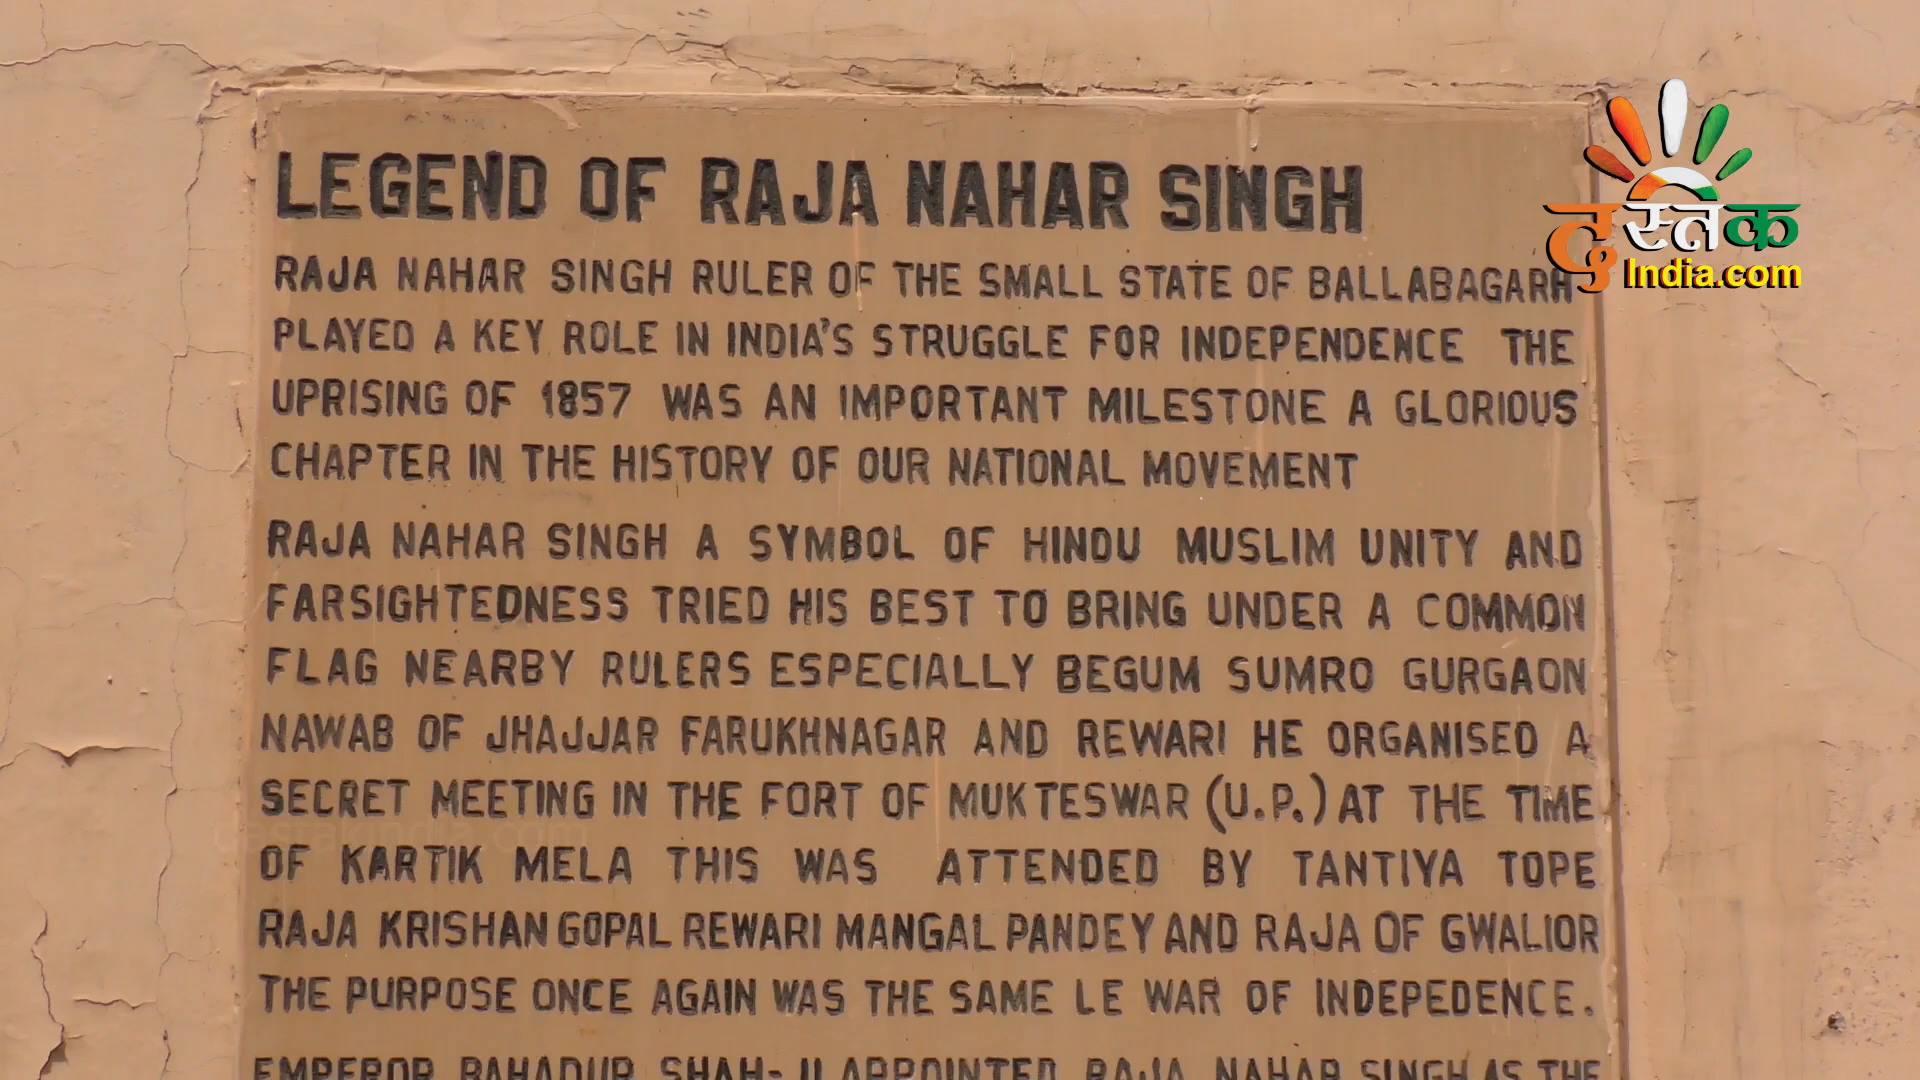 LEGEND OF RAJA NAHAR SINGH
RAJA NAHAR SINGH RULER OF THE SMALL STATE OF BALLABAGARH
PLAYED A KEY ROLE IN INDIA'S STRUGGLE FOR INDEPENDENCE THE
UPRISING OF 1857 WAS AN IMPORTANT MILESTONE A GLORIOUS
CHAPTER IN THE HISTORY OF OUR NATIONAL MOVEMENT
RAJA NAHAR SINGH A SYMBOL OF HINDU MUSLIM UNITY AND
FARSIGHTEDNESS TRIED HIS BEST TO BRING UNDER A COMMON
FLAG NEARBY RULERS ESPECIALLY BEGUM SUMRO GURGAON
NAWAB OF JHAJJAR FARUKHNAGAR AND REWARI HE ORGANISED A
SECRET MEETING IN THE FORT OF MUKTESWAR (U.P.) AT THE TIME
OF KARTIK MELA THIS WAS ATTENDED BY TANTIYA TOPE
RAJA KRISHAN GOPAL REWARI MANGAL PANDEY AND RAJA OF GWALIOR
THE PURPOSE ONCE AGAIN WAS THE SAME LE WAR OF INDEPEDENCE.
EMPEROR BAHADUR SHAH-II APPOINTED RAJA NAHAR SINGH AS THE
दस्तक
India.com
dastakindia.com